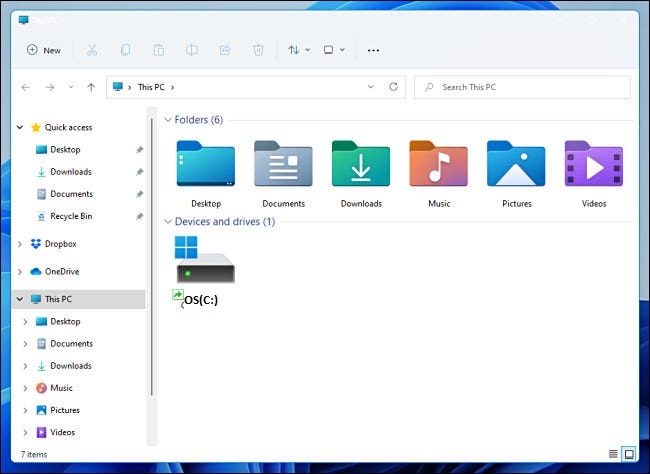 This PC
New
This PC
Search This PC
Quick access
Desktop
Downloads
Documents
Recycle Bin
Dropbox
OneDrive
This PC
Desktop
Documents
Downloads
Music
Pictures
Videos
Folders (6)
Desktop Documents Downloads Music Pictures Videos
Devices and drives (1)
OS(C:)
7 items